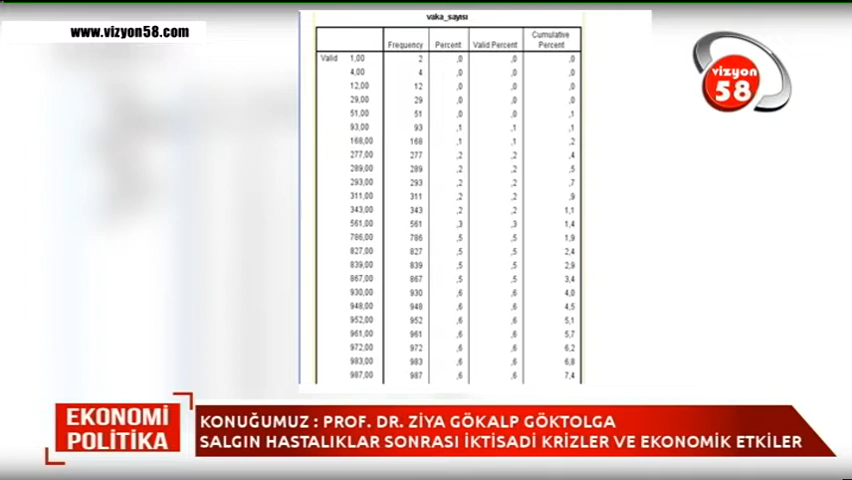 vaka_sayısı
www.vizyon58.com
Frequency Percent Valid Percent Cumulative Percent
Valid 1,00 2 ,0 ,0 ,0
4,00 4 ,0 ,0 ,0
12,00 12 ,0 ,0 ,0
29,00 29 ,0 ,0 ,0
51,00 51 ,0 ,0 ,1
93,00 93 ,1 ,1 ,1
168,00 168 ,1 ,1 ,2
277,00 277 ,2 ,2 ,4
289,00 289 ,2 ,2 ,5
293,00 293 ,2 ,2 ,7
311,00 311 ,2 ,2 ,9
343,00 343 ,2 ,2 1,1
561,00 561 ,3 ,3 1,4
786,00 786 ,5 ,5 1,9
827,00 827 ,5 ,5 2,4
839,00 839 ,5 ,5 2,9
867,00 867 ,5 ,5 3,4
930,00 930 ,6 ,6 4,0
948,00 948 ,6 ,6 4,5
952,00 952 ,6 ,6 5,1
961,00 961 ,6 ,6 5,7
972,00 972 ,6 ,6 6,2
983,00 983 ,6 ,6 6,8
987,00 987 ,6 ,6 7,4
vizyon
58
EKONOMİ
POLİTİKA
KONUĞUMUZ : PROF. DR. ZİYA GÖKALP GÖKTOLGA
SALGIN HASTALIKLAR SONRASI İKTİSADİ KRİZLER VE EKONOMİK ETKİLER